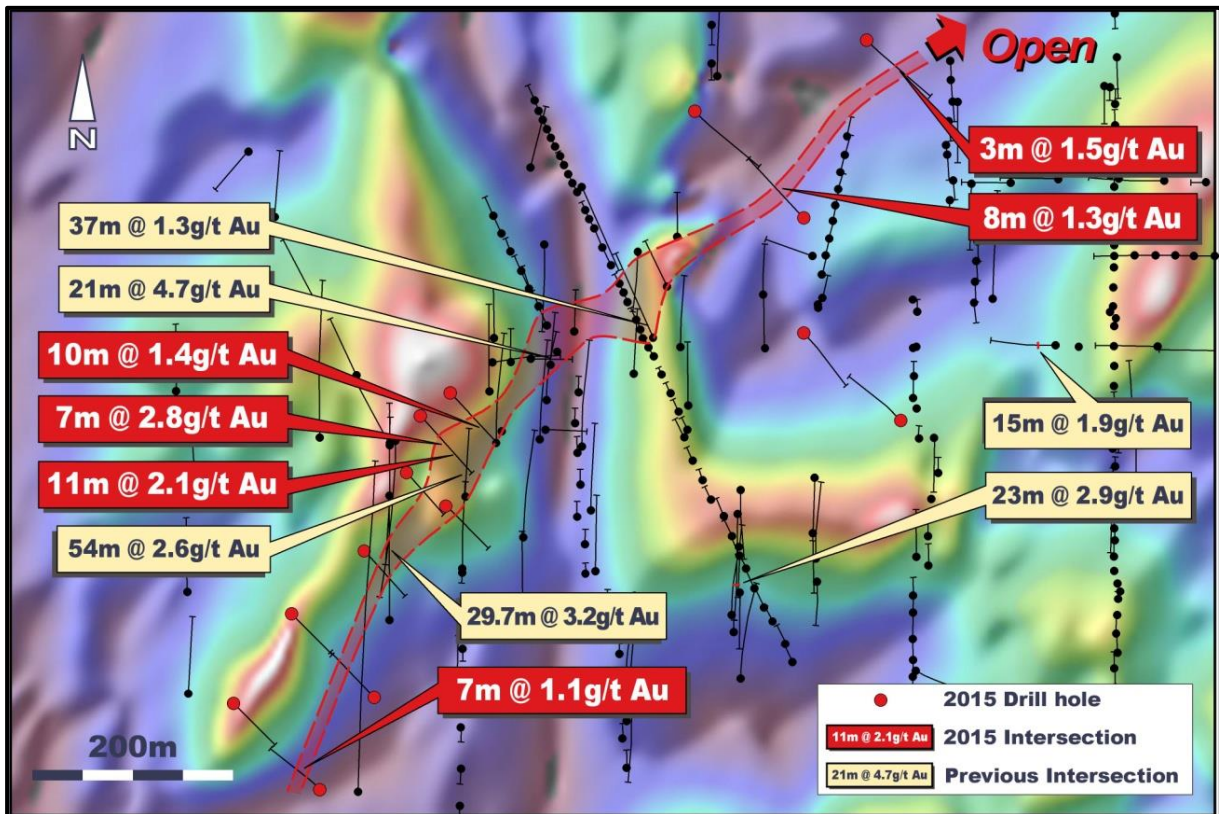 Open
N
3m @ 1.5g/t Au
8m @ 1.3g/t Au
37m @ 1.3g/t Au
21m @ 4.7g/t Au
10m @ 1.4g/t Au
7m @ 2.8g/t Au
11m @ 2.1g/t Au
54m @ 2.6g/t Au
15m @ 1.9g/t Au
23m @ 2.9g/t Au
29.7m @ 3.2g/t Au
7m @ 1.1g/t Au
200m
2015 Drill hole
11m @ 2.1g/t Au 2015 Intersection
21m @ 4.7g/t Au Previous Intersection